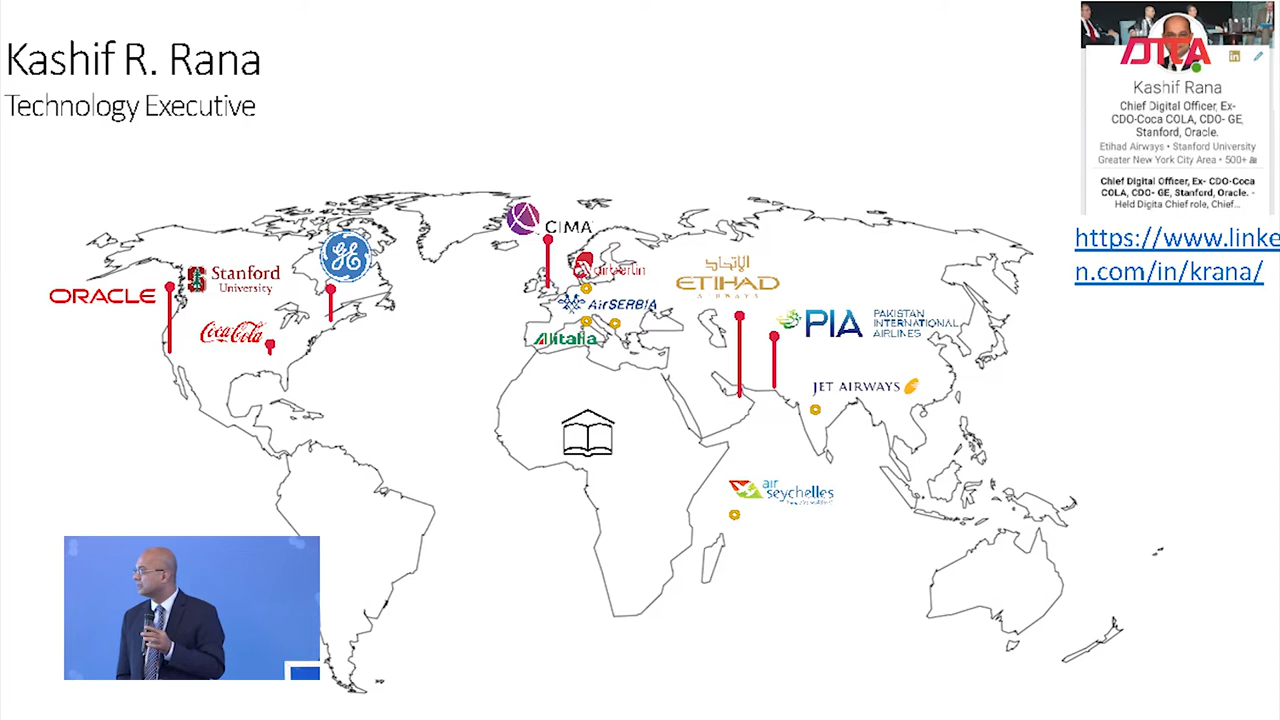 Kashif R. Rana
Technology Executive
Kashif Rana
Chief Digital Officer, Ex-
CDO-Coca COLA, CDO- GE,
Stanford, Oracle.
Etihad Airways • Stanford University
Greater New York City Area • 500+
Chief Digital Officer, Ex- CDO-Coca
COLA, CDO- GE, Stanford, Oracle. -
Held Digita Chief role, Chief...
https://www.linke
n.com/in/krana/
CIMA
GE
Stanford
University
ORACLE
Coca-Cola
airberlin
الإتحاد
ETIHAD
AIRWAYS
AirSERBIA
Alitalia
PIA
PAKISTAN
INTERNATIONAL
AIRLINES
JET AIRWAYS
air
seychelles